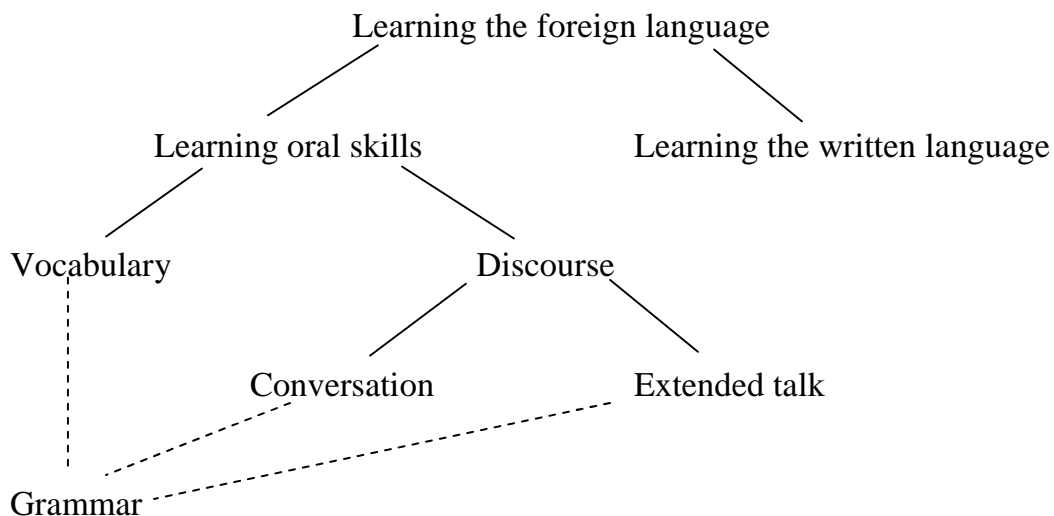 Learning the foreign language
Learning oral skills
Learning the written language
Vocabulary
Discourse
Conversation
Extended talk
Grammar